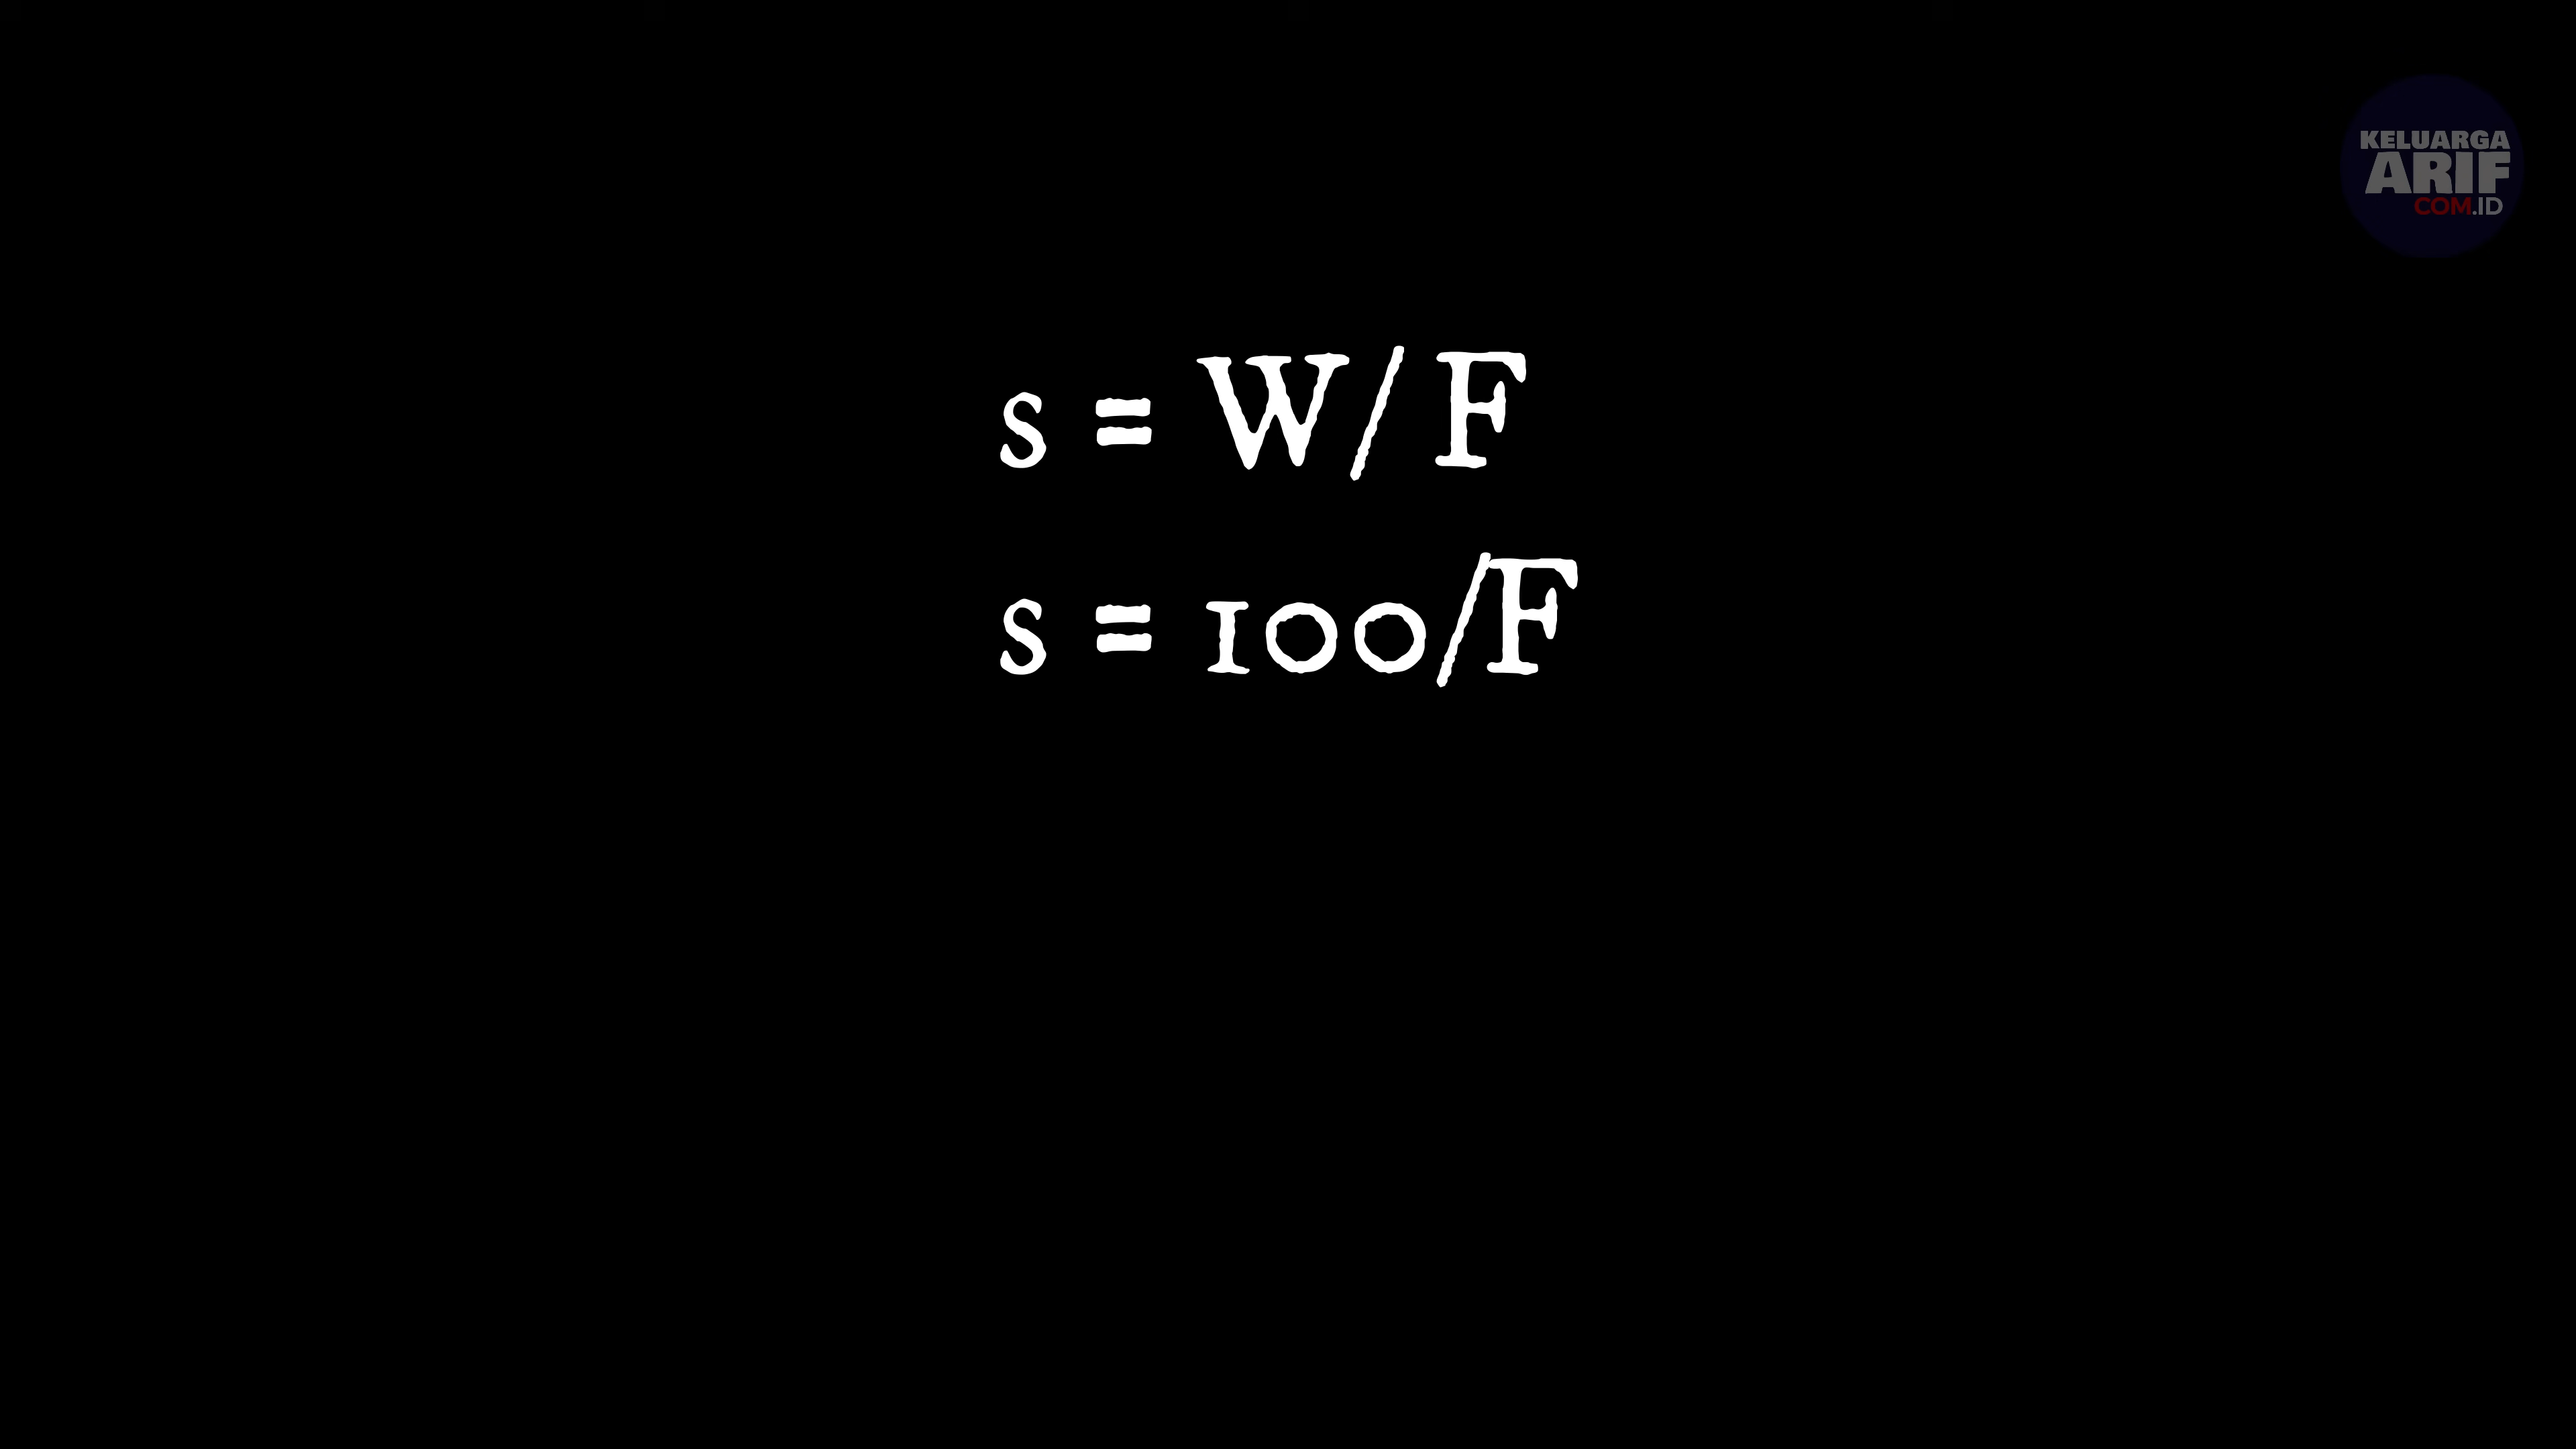 KELUARGA
ARIF
COM.ID
s = W/ F
s = 100/F